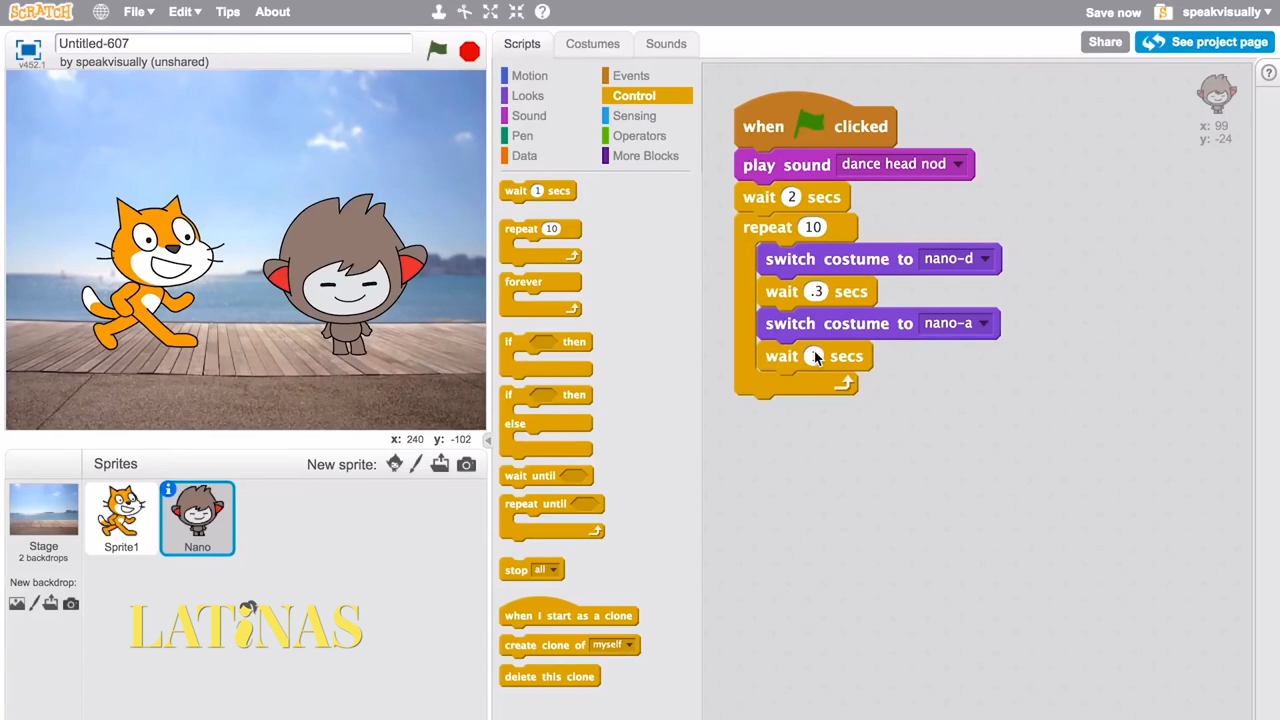 SCRATCH File▾ Edit▾ Tips About Save now speakvisually▾
Untitled-607
by speakvisually (unshared)
v452.1
Scripts Costumes Sounds
Share See project page
Motion Events
Looks Control
Sound Sensing
Pen Operators
Data More Blocks
wait 1 secs
repeat 10
forever
if then
if then
else
wait until
repeat until
stop all
when I start as a clone
create clone of myself
delete this clone
when clicked
play sound dance head nod
wait 2 secs
repeat 10
switch costume to nano-d
wait .3 secs
switch costume to nano-a
wait secs
x: 99
y: -24
x: 240 y: -102
Sprites New sprite:
Stage
2 backdrops
New backdrop:
Sprite1
Nano
LATiNAS